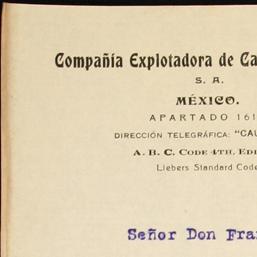 Compañía Explotadora de Ca
S. A.
MÉXICO.
APARTADO 161
DIRECCIÓN TELEGRÁFICA: "CAU
A. B. C. CODE 4TH, EDI
Liebers Standard Code
Señor Don Fra